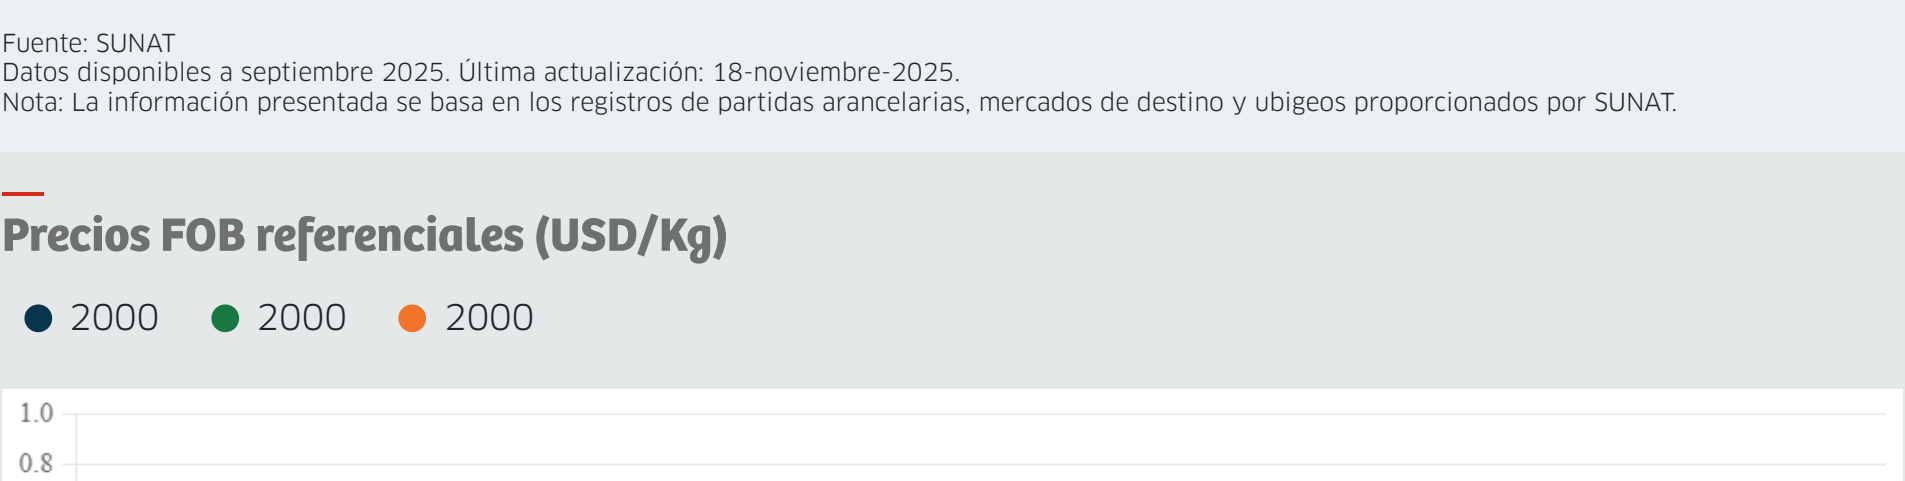 Fuente: SUNAT
Datos disponibles a septiembre 2025. Última actualización: 18-noviembre-2025.
Nota: La información presentada se basa en los registros de partidas arancelarias, mercados de destino y ubigeos proporcionados por SUNAT.
Precios FOB referenciales (USD/Kg)
2000 2000 2000
1.0
0.8